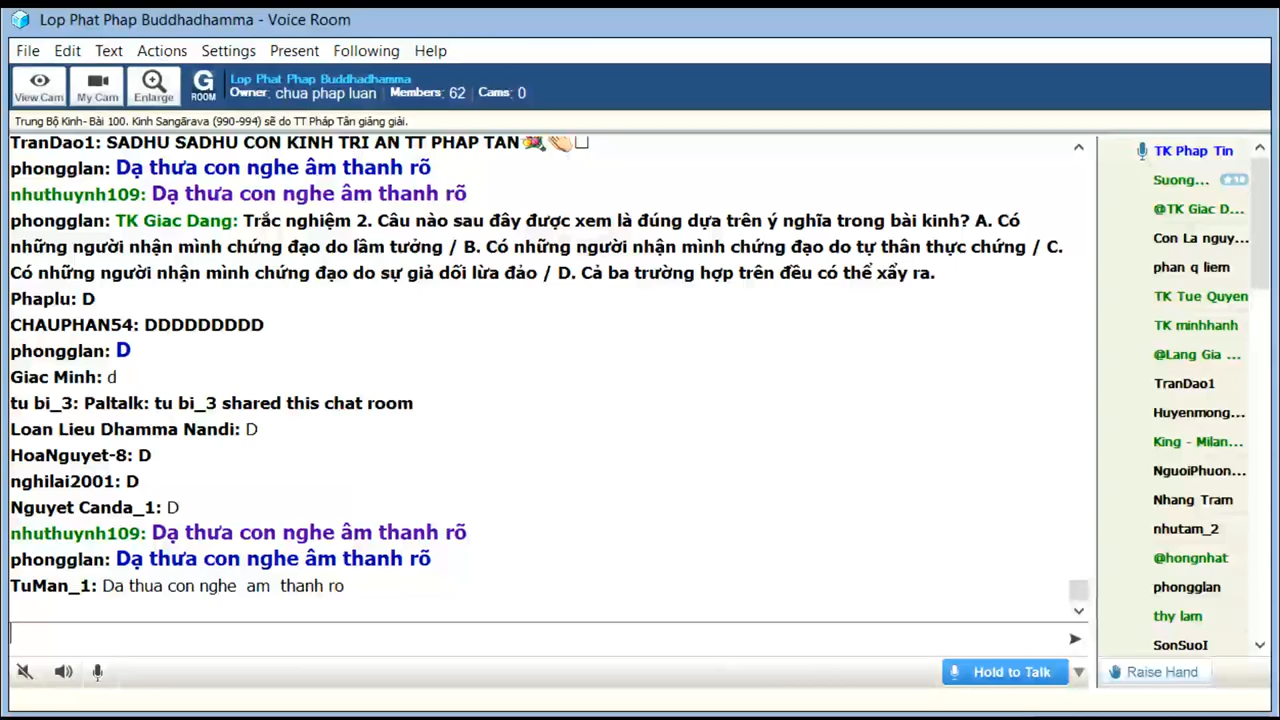 Lop Phat Phap Buddhadhamma - Voice Room
File Edit Text Actions Settings Present Following Help
View Cam My Cam Enlarge G ROOM
Lop Phat Phap Buddhadhamma
Owner: chua phap luan Members: 62 Cams: 0
Trung Bộ Kinh- Bài 100. Kinh Sangārava (990-994) sẽ do TT Pháp Tân giảng giải.
TranDao1: SADHU SADHU CON KINH TRI AN TT PHAP TAN
phongglan: Dạ thưa con nghe âm thanh rõ
nhuthuynh109: Dạ thưa con nghe âm thanh rõ
phongglan: TK Giac Dang: Trắc nghiệm 2. Câu nào sau đây được xem là đúng dựa trên ý nghĩa trong bài kinh? A. Có
những người nhận mình chứng đạo do lầm tưởng / B. Có những người nhận mình chứng đạo do tự thân thực chứng / C.
Có những người nhận mình chứng đạo do sự giả dối lừa đảo / D. Cả ba trường hợp trên đều có thể xẩy ra.
Phaplu: D
CHAUPHAN54: DDDDDDDDD
phongglan: D
Giac Minh: d
tu bi_3: Paltalk: tu bi_3 shared this chat room
Loan Lieu Dhamma Nandi: D
HoaNguyet-8: D
nghilai2001: D
Nguyet Canda_1: D
nhuthuynh109: Dạ thưa con nghe âm thanh rõ
phongglan: Dạ thưa con nghe âm thanh rõ
TuMan_1: Da thua con nghe am thanh ro
Hold to Talk
TK Phap Tin
Suong...
@TK Giac D...
Con La nguy...
phan q liem
TK Tue Quyen
TK minhhanh
@Lang Gia ...
TranDao1
Huyenmong...
King - Milan...
NguoiPhuon...
Nhang Tram
nhutam_2
@hongnhat
phongglan
thy lam
SonSuoI
Raise Hand